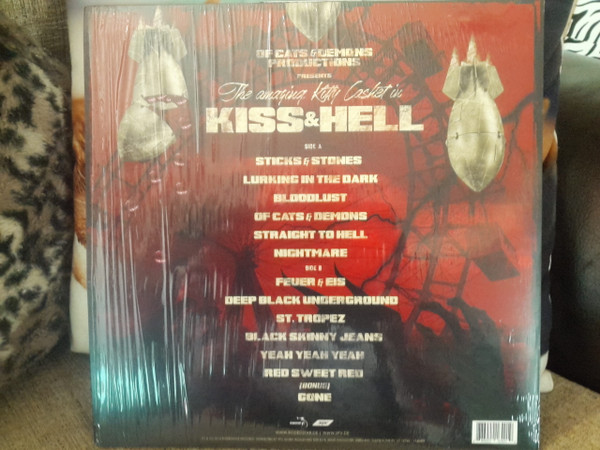 OF CATS & DEMONS
PRODUCTIONS
PRESENTS
The amazing Kitty Casket in
KISS & HELL
SIDE A
STICKS & STONES
LURKING IN THE DARK
BLOODLUST
OF CATS & DEMONS
STRAIGHT TO HELL
NIGHTMARE
SIDE B
FEUER & EIS
DEEP BLACK UNDERGROUND
ST. TROPEZ
BLACK SKINNY JEANS
YEAH YEAH YEAH
RED SWEET RED
(BONUS)
GONE